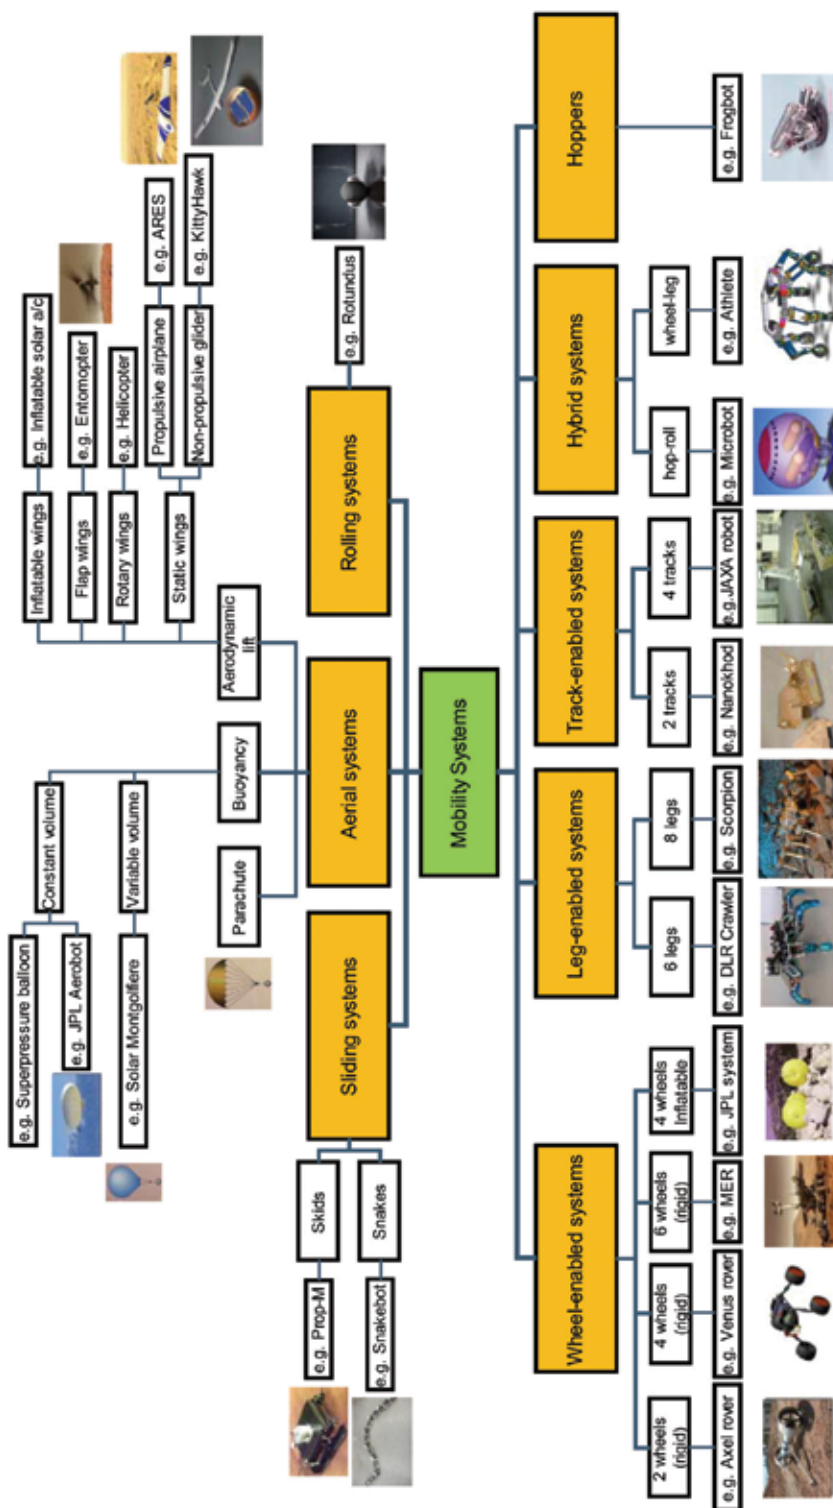 e.g. Superpressure balloon
e.g. JPL Aerobot
Constant volume
e.g. Solar Montgolfiere
Variable volume
Inflatable wings
e.g. Inflatable solar a/c
Flap wings
e.g. Entomopter
Rotary wings
e.g. Helicopter
Static wings
Propulsive airplane
e.g. ARES
Non-propulsive glider
e.g. KittyHawk
Parachute
Buoyancy
Aerodynamic
lift
e.g. Prop-M
Skids
e.g. Snakebot
Snakes
Sliding systems
Aerial systems
Rolling systems
e.g. Rotundus
Mobility Systems
Wheel-enabled systems
Leg-enabled systems
Track-enabled systems
Hybrid systems
Hoppers
2 wheels
(rigid)
4 wheels
(rigid)
6 wheels
(rigid)
4 wheels
Inflatable
6 legs
8 legs
2 tracks
4 tracks
hop-roll
wheel-leg
e.g. Axel rover
e.g. Venus rover
e.g. MER
e.g. JPL system
e.g. DLR Crawler
e.g. Scorpion
e.g. Nanokhod
e.g.JAXA robot
e.g. Microbot
e.g. Athlete
e.g. Frogbot